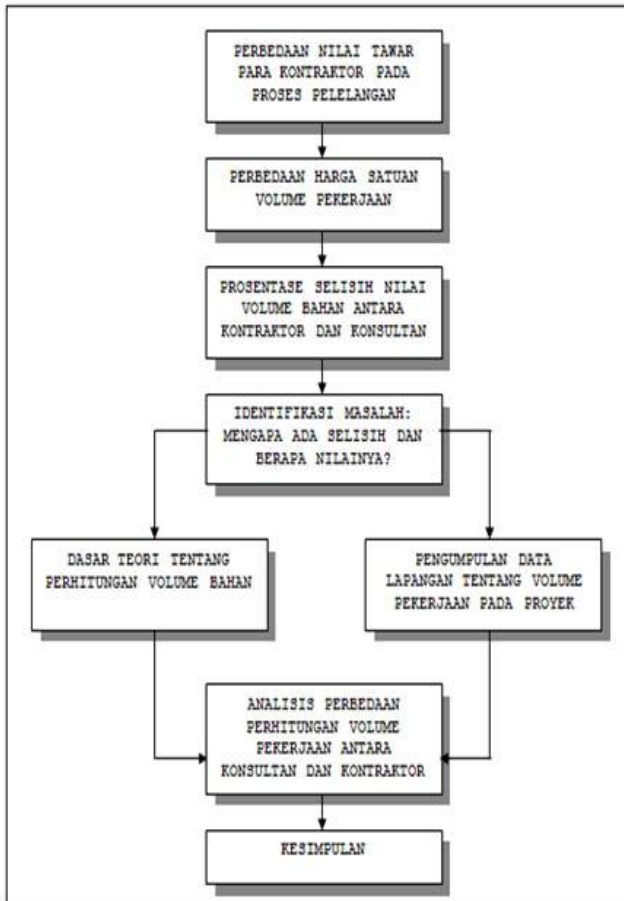 PERBEDAAN NILAI TAWAR
PARA KONTRAKTOR PADA
PROSES PELELANGAN
PERBEDAAN HARGA SATUAN
VOLUME PEKERJAAN
PROSENTASE SELISIH NILAI
VOLUME BAHAN ANTARA
KONTRAKTOR DAN KONSULTAN
IDENTIFIKASI MASALAH:
MENGAPA ADA SELISIH DAN
BERAPA NILAINYA?
DASAR TEORI TENTANG
PERHITUNGAN VOLUME BAHAN
PENGUMPULAN DATA
LAPANGAN TENTANG VOLUME
PEKERJAAN PADA PROYEK
ANALISIS PERBEDAAN
PERHITUNGAN VOLUME
PEKERJAAN ANTARA
KONSULTAN DAN KONTRAKTOR
KESIMPULAN